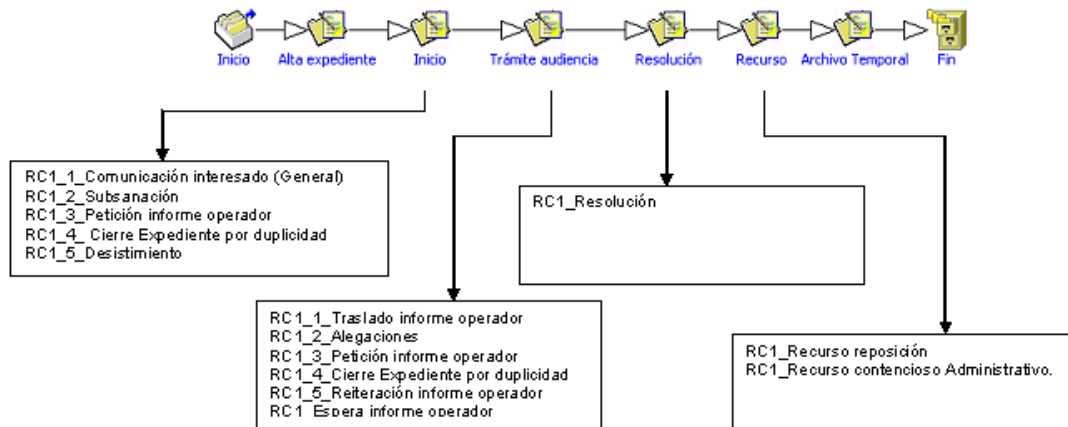 Inicio
Alta expediente
Inicio
Trámite audiencia
Resolución
Recurso
Archivo Temporal
Fin
RC1_1_Comunicación interesado (General)
RC1_2_Subsanación
RC1_3_Petición informe operador
RC1_4_ Cierre Expediente por duplicidad
RC1_5_Desistimiento
RC1_Resolución
RC1_1_Traslado informe operador
RC1_2_Alegaciones
RC1_3_Petición informe operador
RC1_4_Cierre Expediente por duplicidad
RC1_5_Reiteración informe operador
RC1_Espera informe operador
RC1_Recurso reposición
RC1_Recurso contencioso Administrativo.